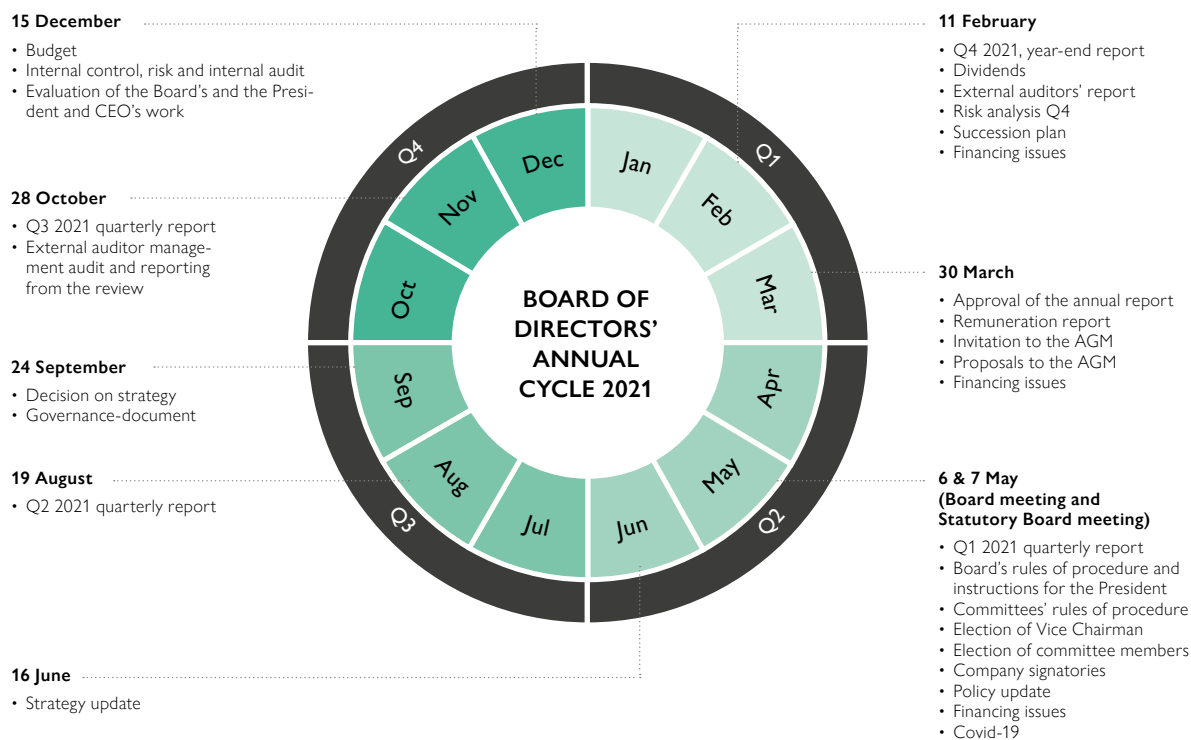 15 December
• Budget
• Internal control, risk and internal audit
• Evaluation of the Board's and the Presi-
dent and CEO's work
28 October
• Q3 2021 quarterly report
• External auditor manage-
ment audit and reporting
from the review
24 September
• Decision on strategy
• Governance-document
19 August
• Q2 2021 quarterly report
16 June
• Strategy update
BOARD OF
DIRECTORS’
ANNUAL
CYCLE 2021
Q1
Jan
Feb
Mar
Q2
Apr
May
Jun
Q3
Jul
Aug
Sep
Q4
Oct
Nov
Dec
11 February
• Q4 2021, year-end report
• Dividends
• External auditors' report
• Risk analysis Q4
• Succession plan
• Financing issues
30 March
• Approval of the annual report
• Remuneration report
• Invitation to the AGM
• Proposals to the AGM
• Financing issues
6 & 7 May
(Board meeting and
Statutory Board meeting)
• Q1 2021 quarterly report
• Board's rules of procedure and
instructions for the President
• Committees' rules of procedure
• Election of Vice Chairman
• Election of committee members
• Company signatories
• Policy update
• Financing issues
• Covid-19